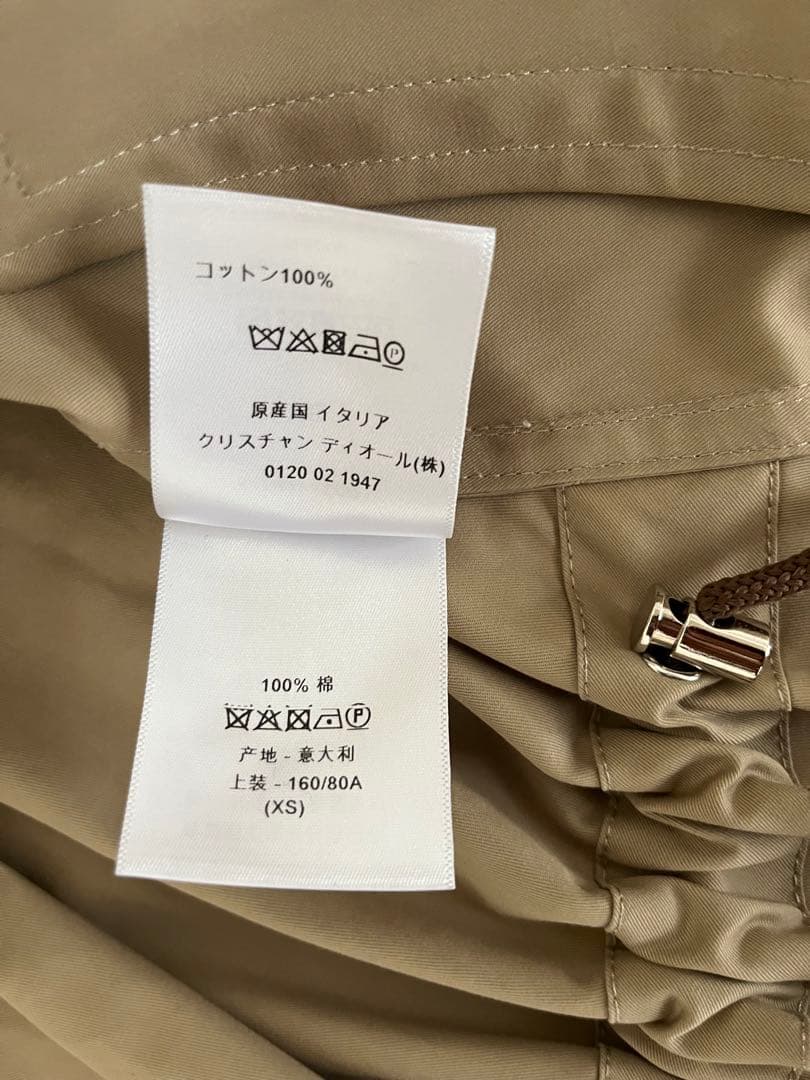 コットン100%
P
原産国 イタリア
クリスチャン ディオール(株)
0120 02 1947
100% 棉
P
产地 - 意大利
上装 - 160/80A
(XS)